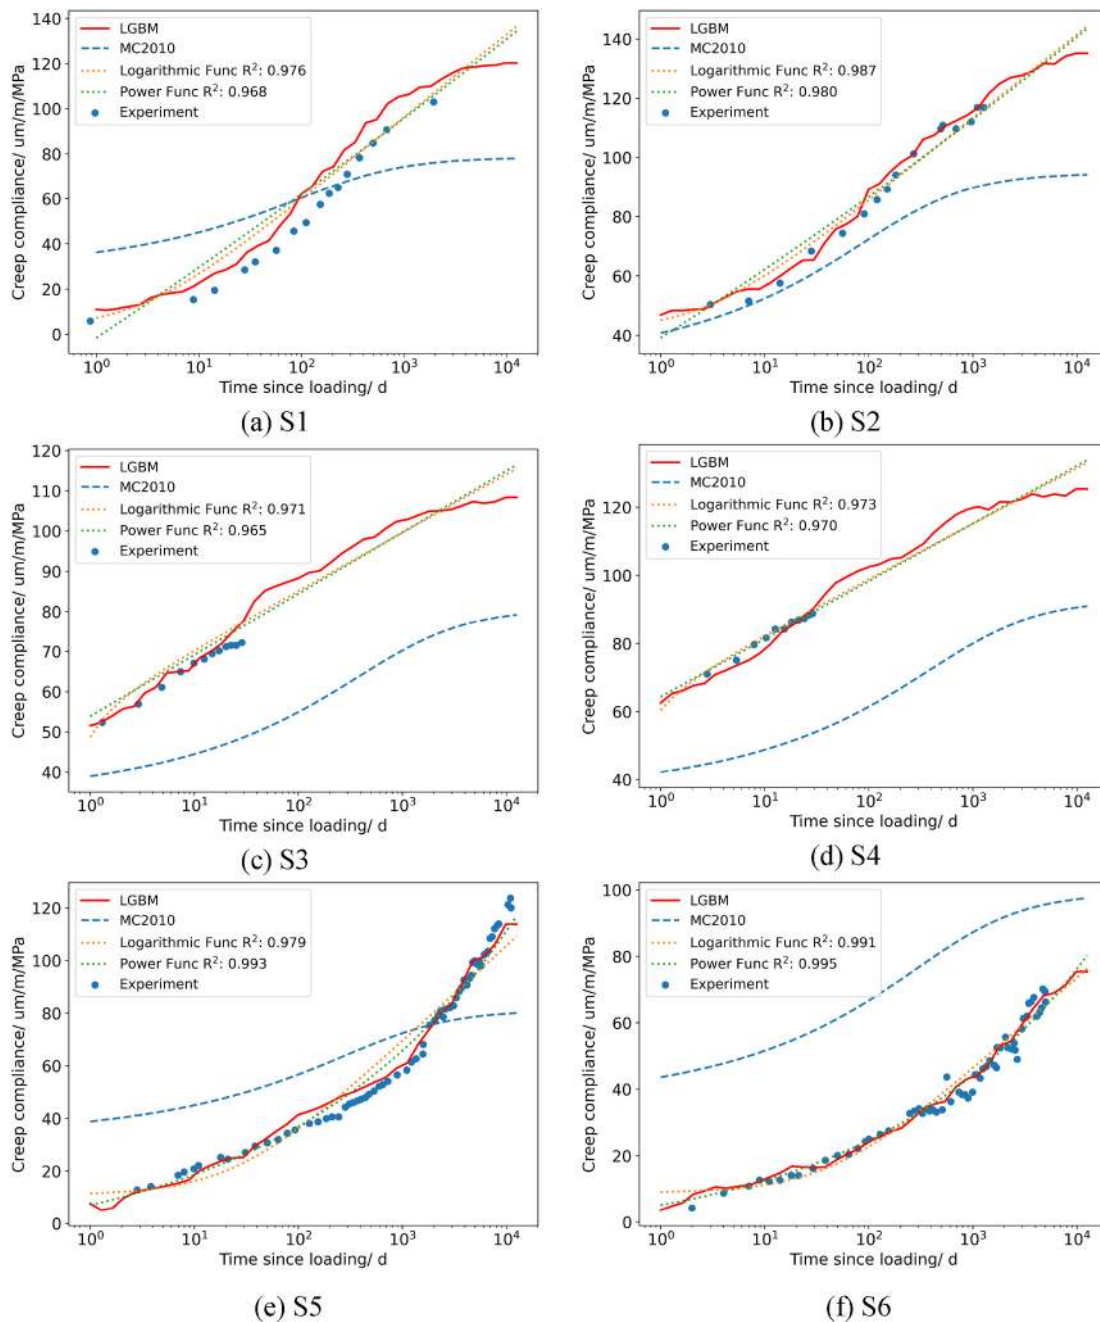 LGBM
MC2010
Logarithmic Func R²: 0.976
Power Func R²: 0.968
Experiment
140
120
100
80
60
40
20
0
Creep compliance/ um/m/MPa
10⁰ 10¹ 10² 10³ 10⁴
Time since loading/ d
(a) S1
LGBM
MC2010
Logarithmic Func R²: 0.987
Power Func R²: 0.980
Experiment
140
120
100
80
60
40
Creep compliance/ um/m/MPa
10⁰ 10¹ 10² 10³ 10⁴
Time since loading/ d
(b) S2
LGBM
MC2010
Logarithmic Func R²: 0.971
Power Func R²: 0.965
Experiment
120
110
100
90
80
70
60
50
40
Creep compliance/ um/m/MPa
10⁰ 10¹ 10² 10³ 10⁴
Time since loading/ d
(c) S3
LGBM
MC2010
Logarithmic Func R²: 0.973
Power Func R²: 0.970
Experiment
120
100
80
60
40
Creep compliance/ um/m/MPa
10⁰ 10¹ 10² 10³ 10⁴
Time since loading/ d
(d) S4
LGBM
MC2010
Logarithmic Func R²: 0.979
Power Func R²: 0.993
Experiment
120
100
80
60
40
20
0
Creep compliance/ um/m/MPa
10⁰ 10¹ 10² 10³ 10⁴
Time since loading/ d
(e) S5
LGBM
MC2010
Logarithmic Func R²: 0.991
Power Func R²: 0.995
Experiment
100
80
60
40
20
0
Creep compliance/ um/m/MPa
10⁰ 10¹ 10² 10³ 10⁴
Time since loading/ d
(f) S6